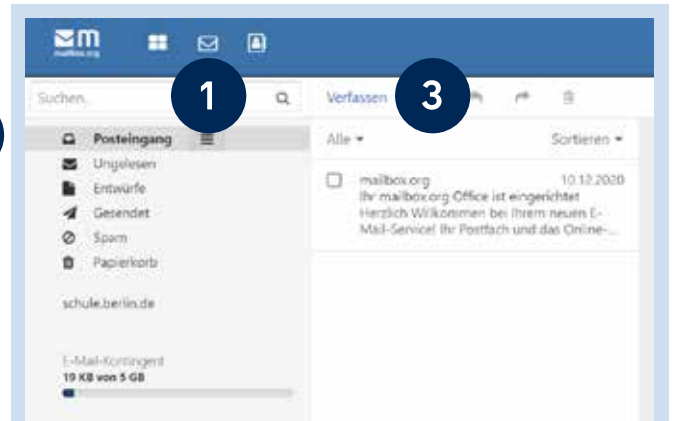 m
mailbox.org
1
3
Suchen
Verfassen
Posteingang
Ungelesen
Entwürfe
Gesendet
Spam
Papierkorb
schule.berlin.de
E-Mail-Kontingent
19 KB von 5 GB
Alle
Sortieren
mailbox.org 10.12.2020
Ihr mailbox.org Office ist eingerichtet
Herzlich Willkommen bei Ihrem neuen E-
Mail-Service! Ihr Postfach und das Online-...